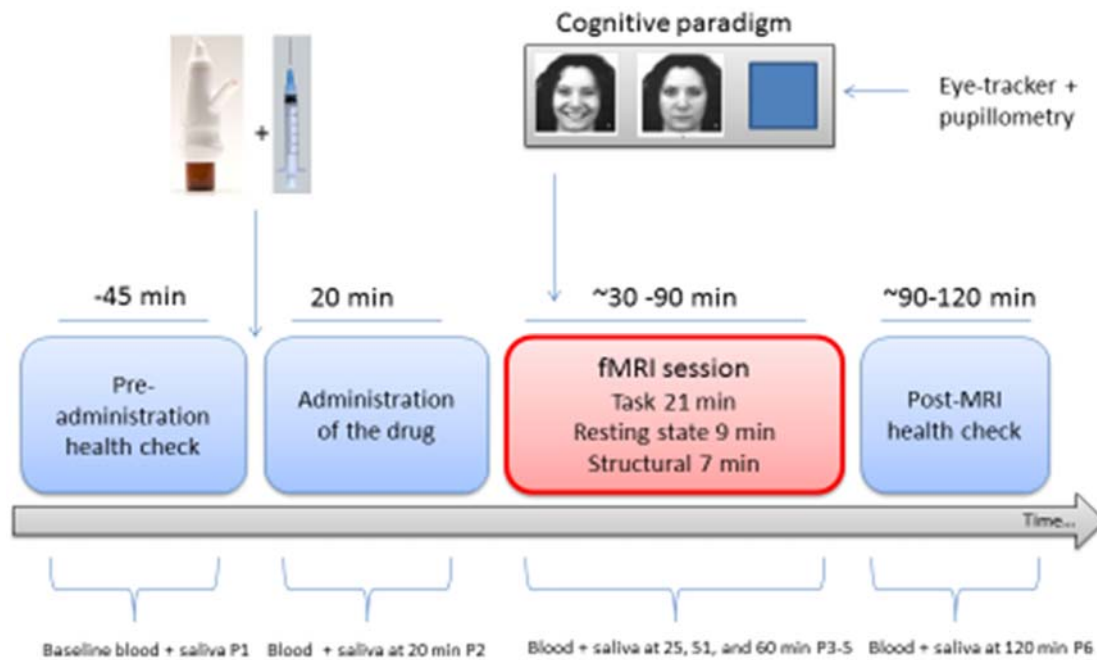 Cognitive paradigm
+
Eye-tracker +
pupillometry
-45 min
20 min
~30 -90 min
~90-120 min
Pre-
administration
health check
Administration
of the drug
fMRI session
Task 21 min
Resting state 9 min
Structural 7 min
Post-MRI
health check
Time...
Baseline blood + saliva P1
Blood + saliva at 20 min P2
Blood + saliva at 25, 51, and 60 min P3-5
Blood + saliva at 120 min P6